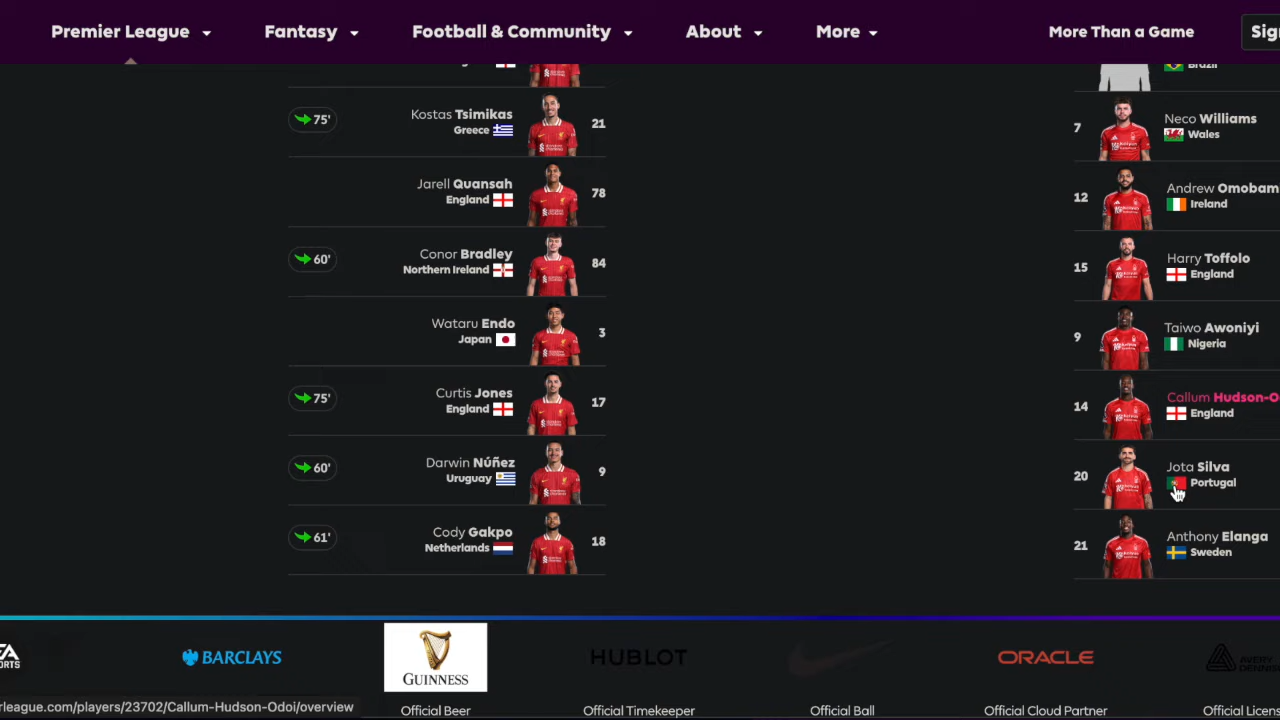 Premier League Fantasy Football & Community About More More Than a Game Sig
Brazil
75' Kostas Tsimikas 21
Greece
Jarell Quansah 78
England
60' Conor Bradley 84
Northern Ireland
Wataru Endo 3
Japan
75' Curtis Jones 17
England
60' Darwin Núñez 9
Uruguay
61' Cody Gakpo 18
Netherlands
7 Neco Williams
Wales
12 Andrew Omobam
Ireland
15 Harry Toffolo
England
9 Taiwo Awoniyi
Nigeria
14 Callum Hudson-O
England
20 Jota Silva
Portugal
21 Anthony Elanga
Sweden
EA
ORTS
BARCLAYS
GUINNESS
HUBLOT
ORACLE
AVERY
DENNIS
rleague.com/players/23702/Callum-Hudson-Odoi/overview
Official Beer
Official Timekeeper
Official Ball
Official Cloud Partner
Official Licens